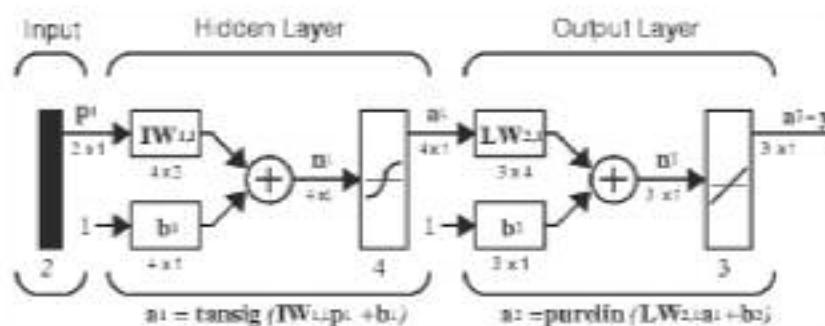 Input Hidden Layer Output Layer
p¹ a¹ a²=y
IW1,1 LW2,1
2 x 1 4 x 1 3 x 1
4 x 2 n¹ 3 x 4 n²
4 x 1 3 x 1
1 b¹ 1 b²
2 4 x 1 4 3 x 1 3
a¹ = tansig (IW1,1p¹ +b¹) a² =purelin (LW2,1a¹ +b²)